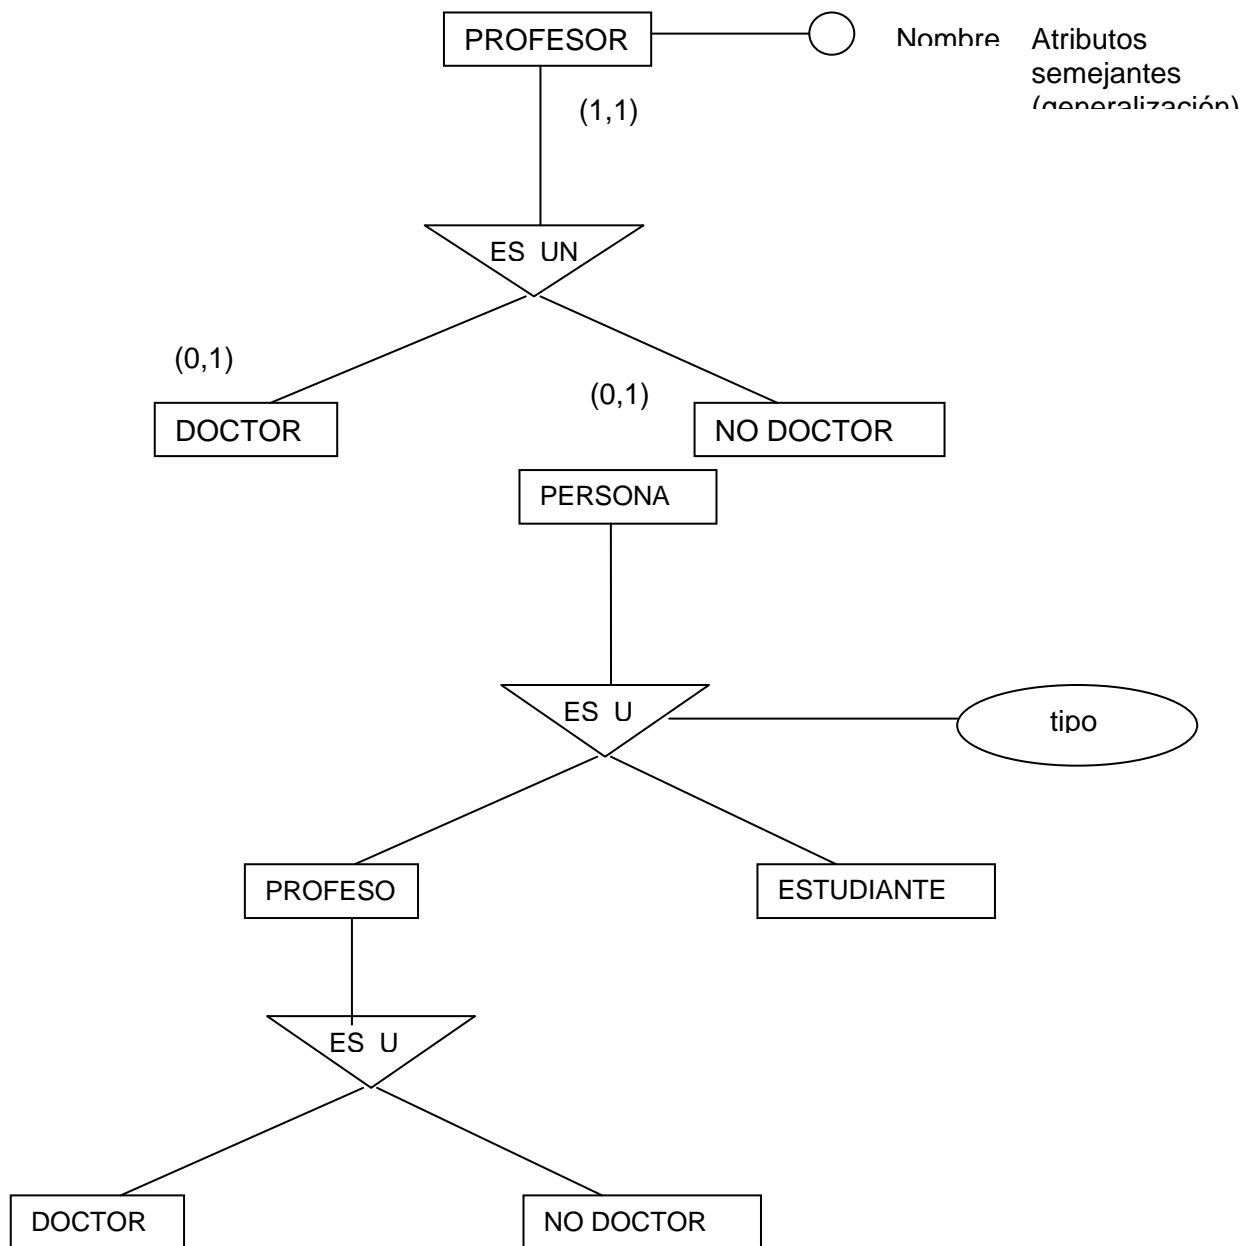 PROFESOR
Nombre
Atributos
semejantes
(generalización)
(1,1)
ES UN
(0,1)
(0,1)
DOCTOR
NO DOCTOR
PERSONA
ES U
tipo
PROFESO
ESTUDIANTE
ES U
DOCTOR
NO DOCTOR